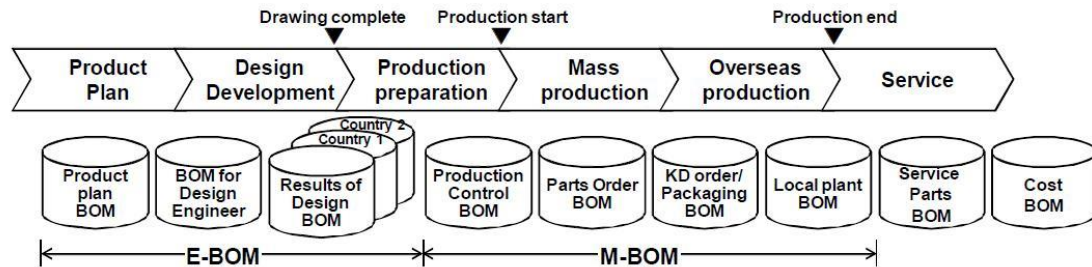 Drawing complete
Production start
Production end
Product
Plan
Design
Development
Production
preparation
Mass
production
Overseas
production
Service
Product
plan
BOM
BOM for
Design
Engineer
Country 2
Country 1
Results of
Design
BOM
Production
Control
BOM
Parts Order
BOM
KD order/
Packaging
BOM
Local plant
BOM
Service
Parts
BOM
Cost
BOM
E-BOM
M-BOM